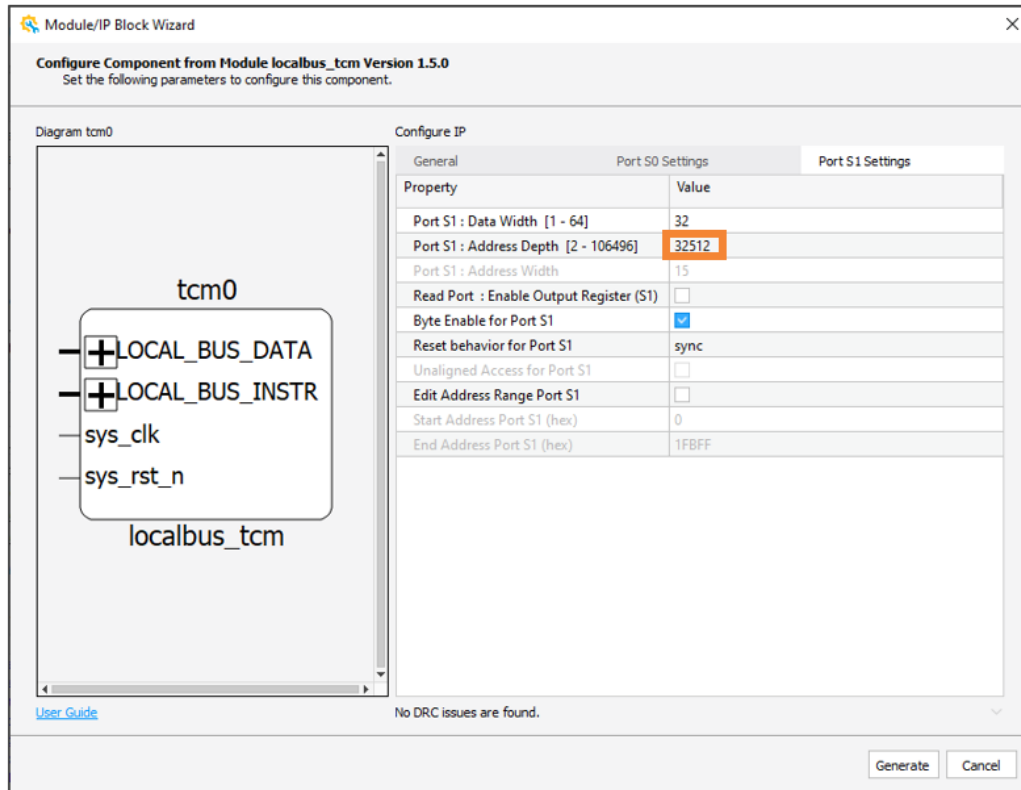 Module/IP Block Wizard
Configure Component from Module localbus_tcm Version 1.5.0
Set the following parameters to configure this component.
Diagram tcm0
tcm0
LOCAL_BUS_DATA
LOCAL_BUS_INSTR
sys_clk
sys_rst_n
localbus_tcm
User Guide
Configure IP
General Port S0 Settings Port S1 Settings
Property Value
Port S1 : Data Width [1 - 64] 32
Port S1 : Address Depth [2 - 106496] 32512
Port S1 : Address Width 15
Read Port : Enable Output Register (S1)
Byte Enable for Port S1
Reset behavior for Port S1 sync
Unaligned Access for Port S1
Edit Address Range Port S1
Start Address Port S1 (hex) 0
End Address Port S1 (hex) 1FBFF
No DRC issues are found.
Generate Cancel